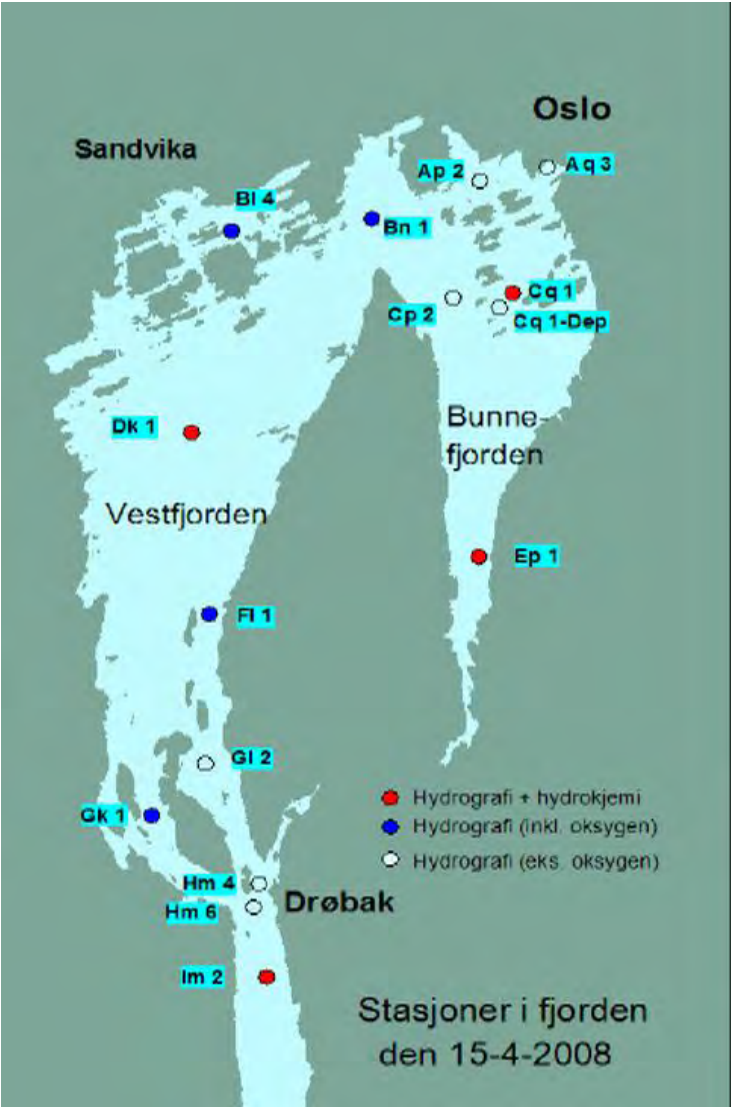 Oslo
Sandvika
Ap 2
Aq 3
Bl 4
Bn 1
Cq 1
Cp 2
Cq 1-Dep
Dk 1
Bunne-
fjorden
Vestfjorden
Ep 1
Fl 1
Gl 2
Gk 1
Hydrografi + hydrokjemi
Hydrografi (inkl. oksygen)
Hydrografi (eks. oksygen)
Hm 4
Drøbak
Hm 6
Im 2
Stasjoner i fjorden
den 15-4-2008